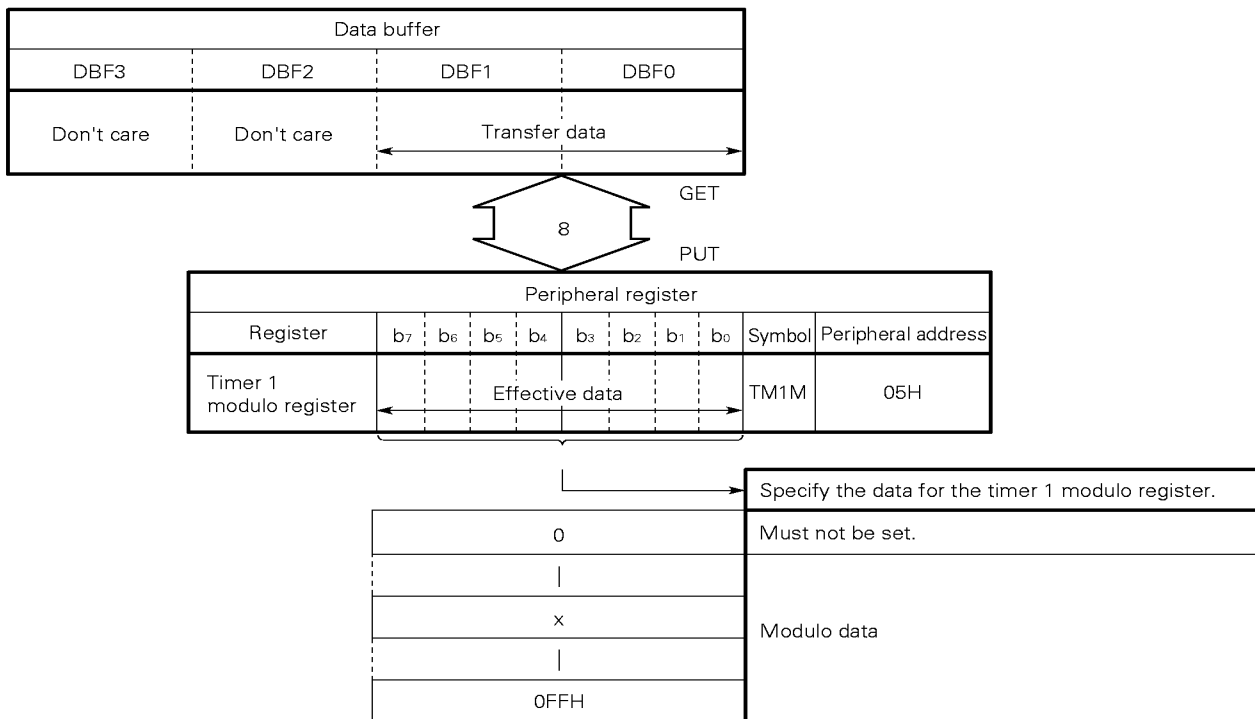 Data buffer
DBF3 DBF2 DBF1 DBF0
Don't care Don't care Transfer data
GET
8
PUT
Peripheral register
Register b7 b6 b5 b4 b3 b2 b1 b0 Symbol Peripheral address
Timer 1
modulo register
Effective data TM1M 05H
Specify the data for the timer 1 modulo register.
0 Must not be set.
|
x
Modulo data
|
0FFH